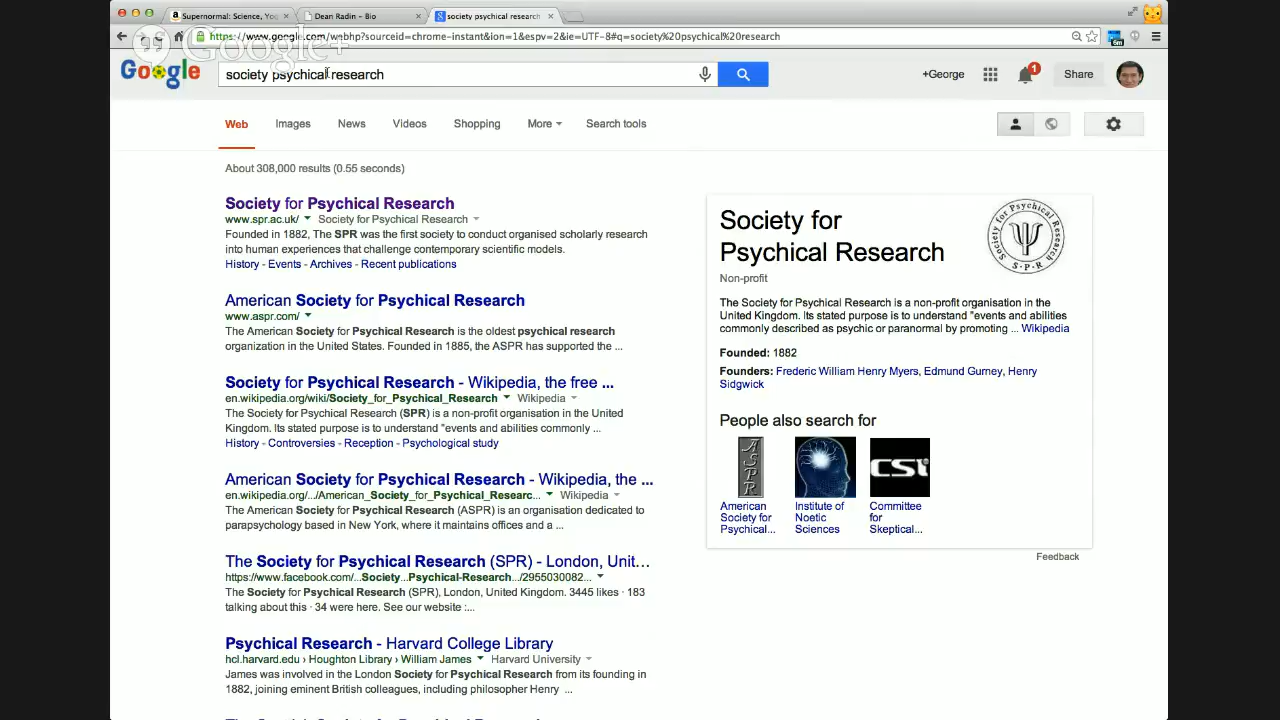 Supernormal: Science, Yog
Dean Radin – Bio
society psychical research
https://www.google.com/webhp?sourceid=chrome-instant&ion=1&espv=2&ie=UTF-8#q=society%20psychical%20research
Google+
6m
Google
society psychical research
+George
1
Share
Web
Images
News
Videos
Shopping
More
Search tools
About 308,000 results (0.55 seconds)
Society for Psychical Research
www.spr.ac.uk/ Society for Psychical Research
Founded in 1882, The SPR was the first society to conduct organised scholarly research
into human experiences that challenge contemporary scientific models.
History - Events - Archives - Recent publications
American Society for Psychical Research
www.aspr.com/
The American Society for Psychical Research is the oldest psychical research
organization in the United States. Founded in 1885, the ASPR has supported the ...
Society for Psychical Research - Wikipedia, the free ...
en.wikipedia.org/wiki/Society_for_Psychical_Research Wikipedia
The Society for Psychical Research (SPR) is a non-profit organisation in the United
Kingdom. Its stated purpose is to understand "events and abilities commonly ...
History - Controversies - Reception - Psychological study
American Society for Psychical Research - Wikipedia, the ...
en.wikipedia.org/.../American_Society_for_Psychical_Researc... Wikipedia
The American Society for Psychical Research (ASPR) is an organisation dedicated to
parapsychology based in New York, where it maintains offices and a ...
The Society for Psychical Research (SPR) - London, Unit...
https://www.facebook.com/...Society...Psychical-Research.../2955030082...
The Society for Psychical Research (SPR), London, United Kingdom. 3445 likes · 183
talking about this · 34 were here. See our website :...
Psychical Research - Harvard College Library
hcl.harvard.edu › Houghton Library › William James Harvard University
James was involved in the London Society for Psychical Research from its founding in
1882, joining eminent British colleagues, including philosopher Henry ...
Society for
Psychical Research
Society for Psychical Research
S·P·R
Non-profit
The Society for Psychical Research is a non-profit organisation in the
United Kingdom. Its stated purpose is to understand "events and abilities
commonly described as psychic or paranormal by promoting ... Wikipedia
Founded: 1882
Founders: Frederic William Henry Myers, Edmund Gurney, Henry
Sidgwick
People also search for
ASPR
CSI
American
Society for
Psychical...
Institute of
Noetic
Sciences
Committee
for
Skeptical...
Feedback